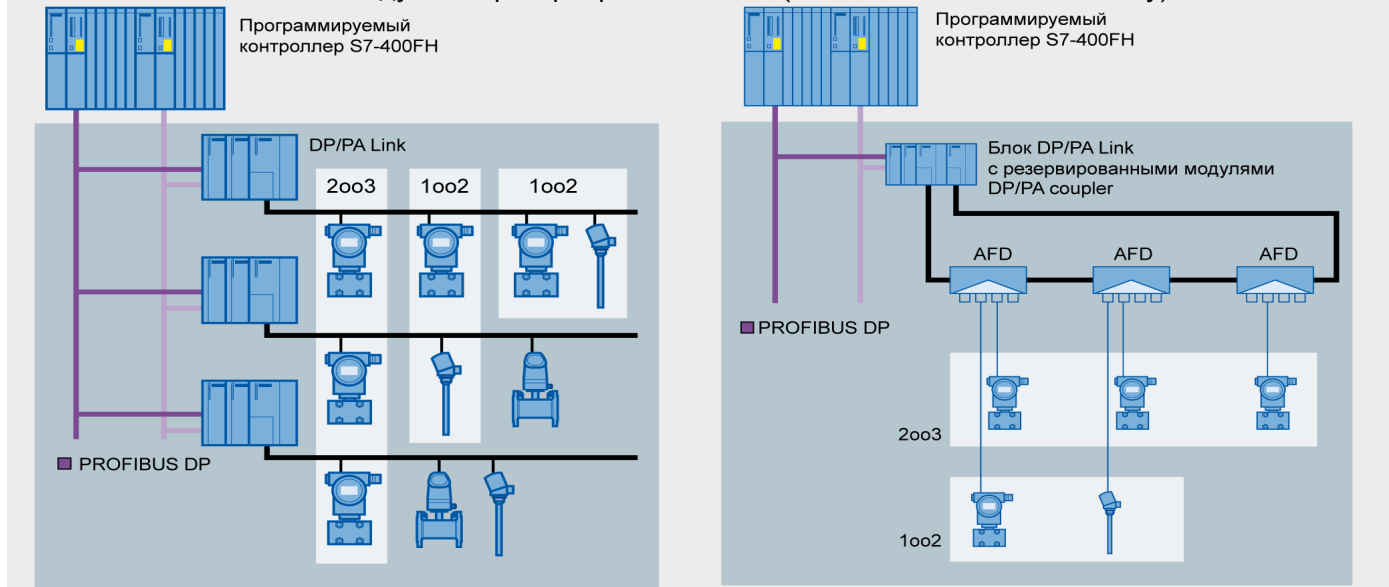 Программируемый
контроллер S7-400FH
DP/PA Link
2oo3
1oo2
1oo2
PROFIBUS DP
Программируемый
контроллер S7-400FH
Блок DP/PA Link
с резервированными модулями
DP/PA coupler
AFD
AFD
AFD
PROFIBUS DP
2oo3
1oo2